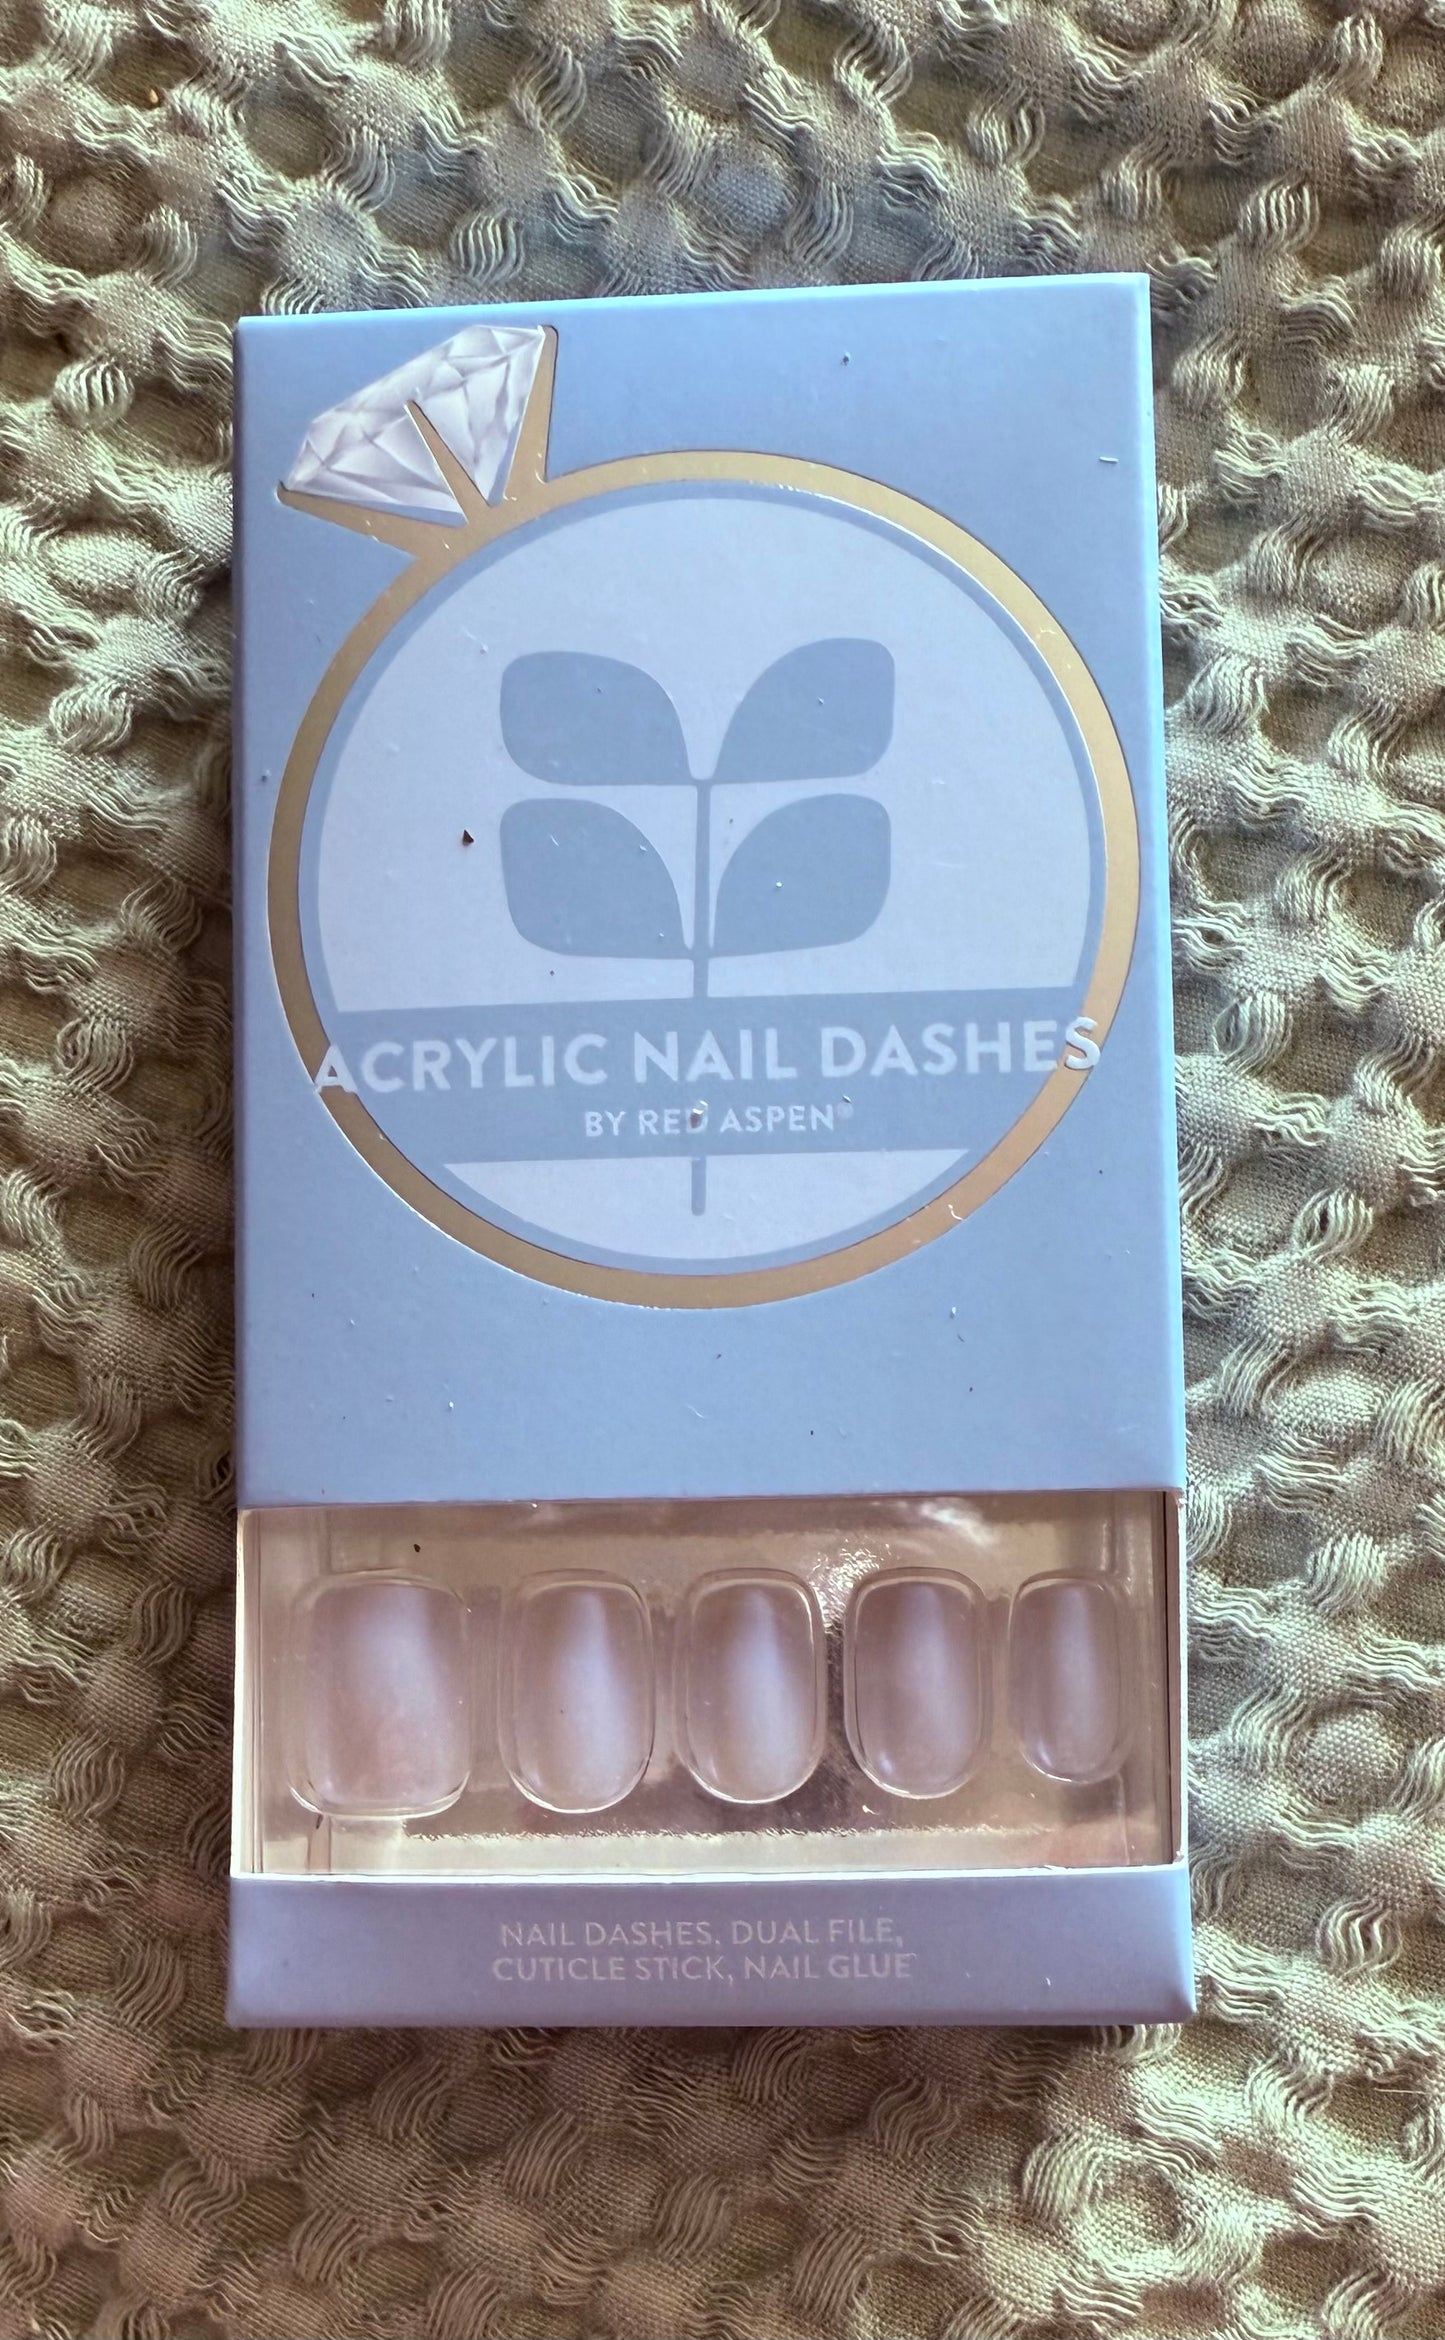 ACRYLIC NAIL DASHES
BY RED ASPEN®
NAIL DASHES, DUAL FILE,
CUTICLE STICK, NAIL GLUE